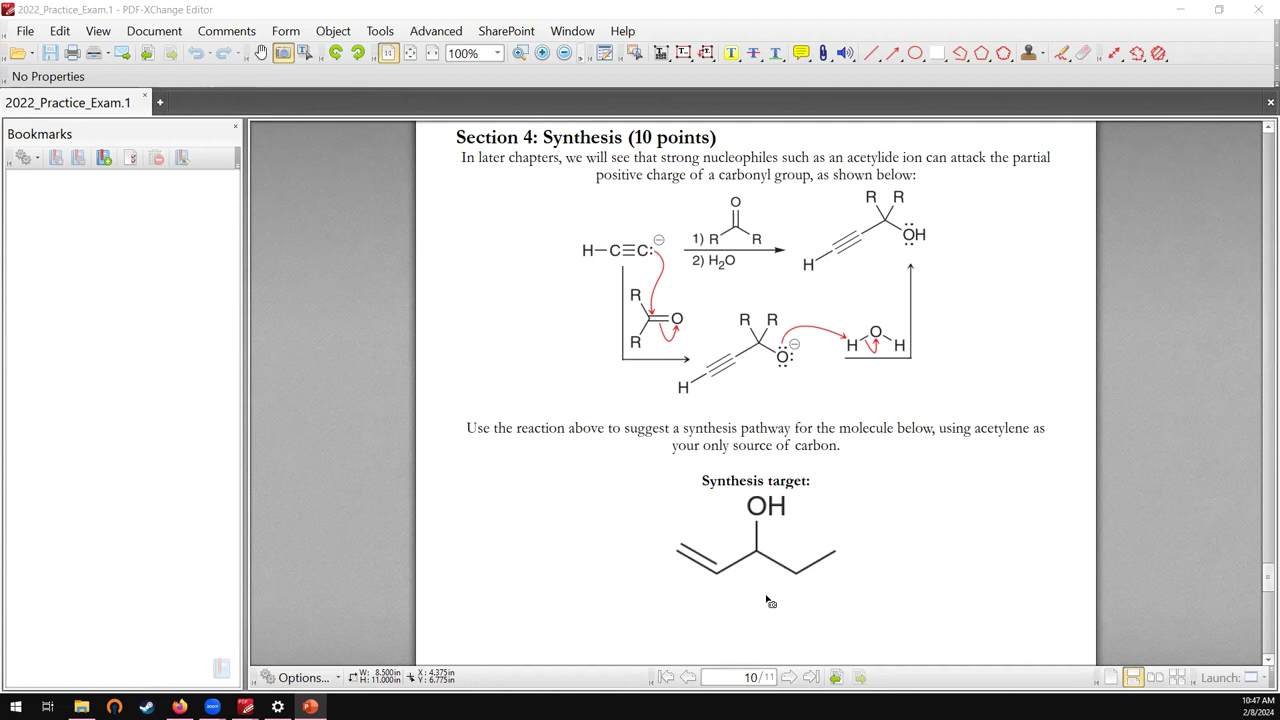 2022_Practice_Exam.1 - PDF-XChange Editor
File Edit View Document Comments Form Object Tools Advanced SharePoint Window Help
100%
No Properties
2022_Practice_Exam.1
Bookmarks
Section 4: Synthesis (10 points)
In later chapters, we will see that strong nucleophiles such as an acetylide ion can attack the partial
positive charge of a carbonyl group, as shown below:
O
R R
1) R R
OH
H C C:
2) H2O
H
R
O
R
R R
O
H
O
H H
H
Use the reaction above to suggest a synthesis pathway for the molecule below, using acetylene as
your only source of carbon.
Synthesis target:
OH
Options...
W: 8.500in
H: 11.000in
X: 4.375in
Y: 6.775in
10 / 11
Launch:
10:47 AM
2/8/2024